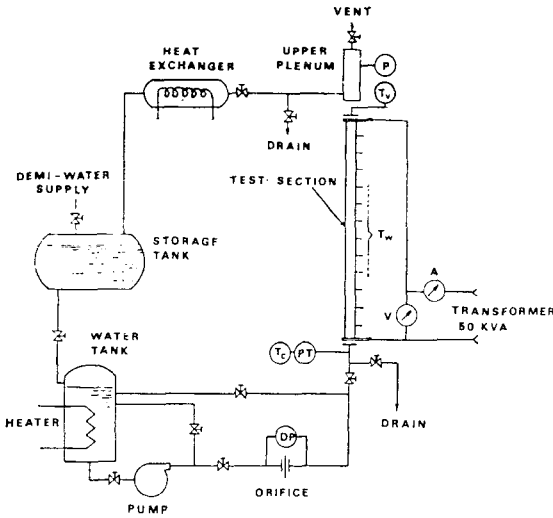 VENT
UPPER
PLENUM
P
HEAT
EXCHANGER
Tv
DRAIN
DEMI-WATER
SUPPLY
TEST- SECTION
Tw
STORAGE
TANK
A
V
TRANSFORMER
50 KVA
WATER
TANK
Tc
PT
HEATER
DRAIN
DP
ORIFICE
PUMP